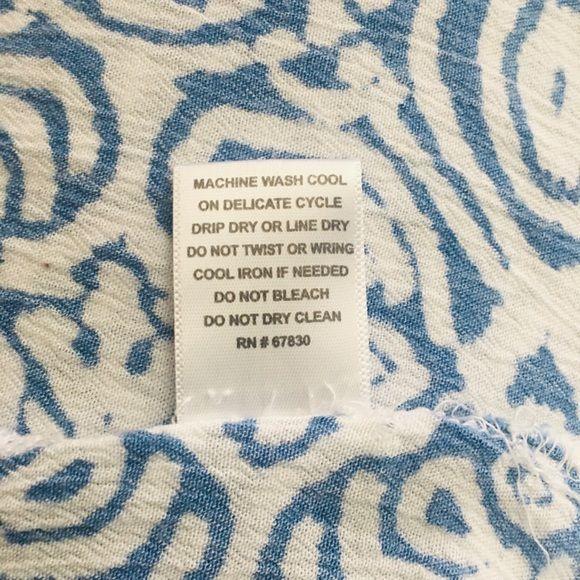 MACHINE WASH COOL
ON DELICATE CYCLE
DRIP DRY OR LINE DRY
DO NOT TWIST OR WRING
COOL IRON IF NEEDED
DO NOT BLEACH
DO NOT DRY CLEAN
RN # 67830